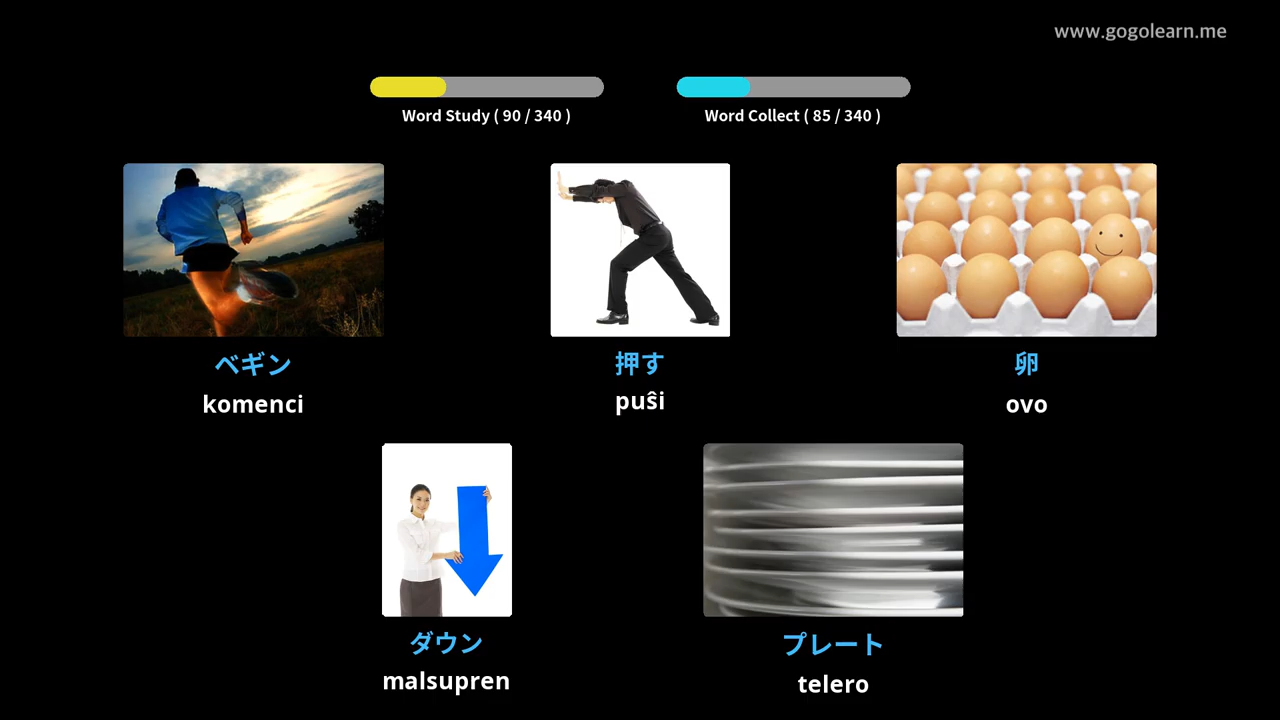 www.gogolearn.me
Word Study ( 90 / 340 )
Word Collect ( 85 / 340 )
ベギン
komenci
押す
puŝi
卵
ovo
ダウン
malsupren
プレート
telero